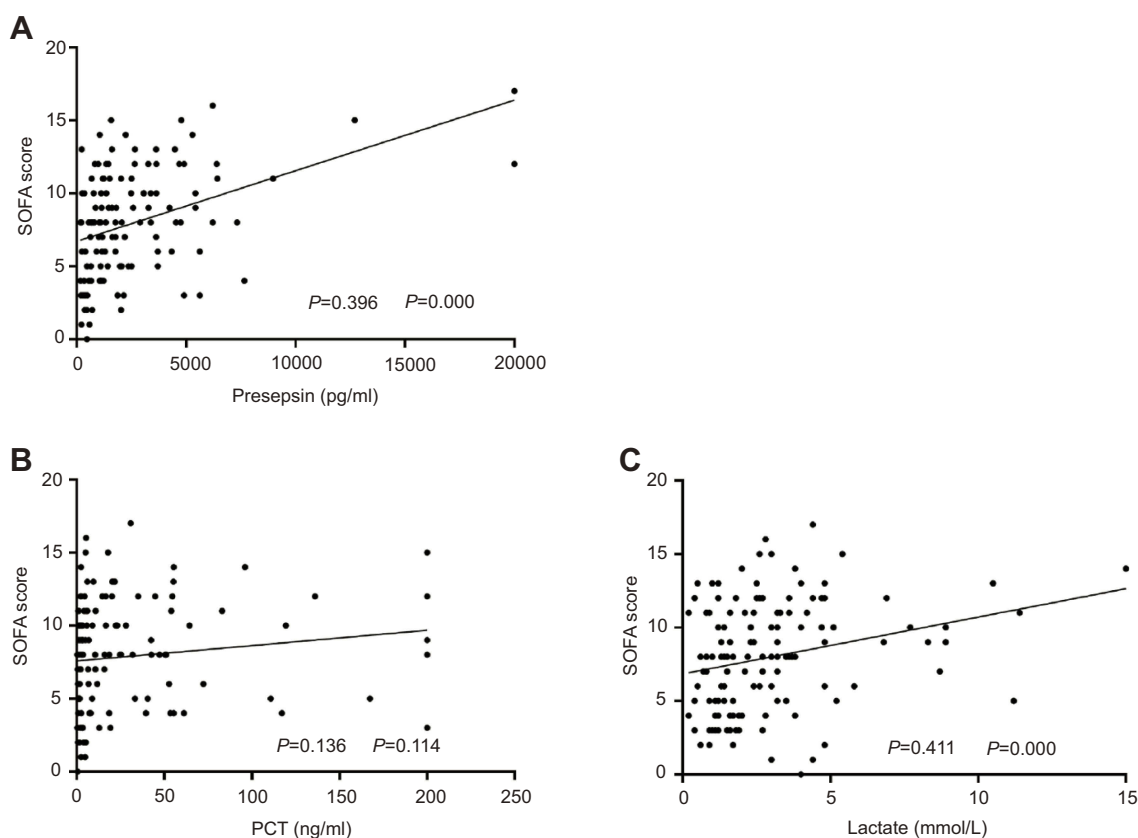 A
20
15
10
5
0
SOFA score
P=0.396 P=0.000
0 5000 10000 15000 20000
Presepsin (pg/ml)
B
20
15
10
5
0
SOFA score
P=0.136 P=0.114
0 50 100 150 200 250
PCT (ng/ml)
C
20
15
10
5
0
SOFA score
P=0.411 P=0.000
0 5 10 15
Lactate (mmol/L)